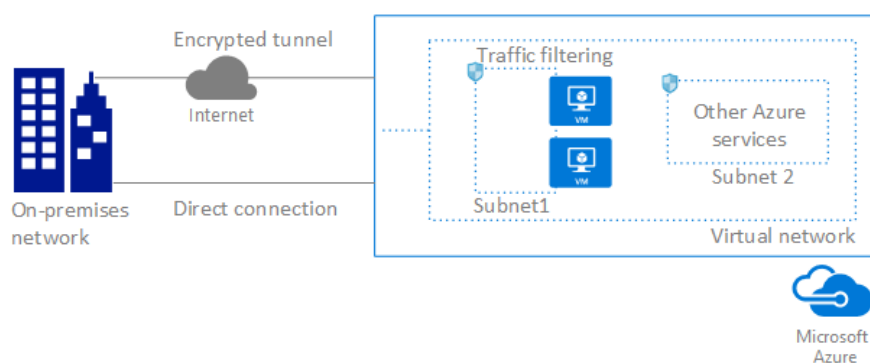 Encrypted tunnel
Internet
On-premises
network
Direct connection
Traffic filtering
VM
VM
Subnet1
Other Azure
services
Subnet 2
Virtual network
Microsoft
Azure